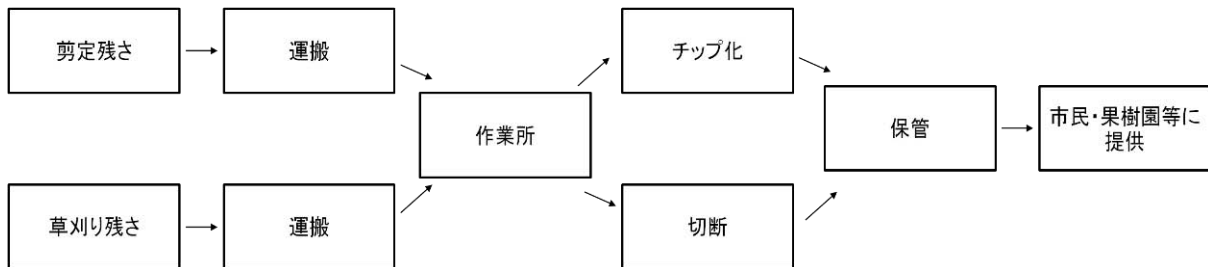 剪定残さ
運搬
チップ化
作業所
保管
市民・果樹園等に
提供
草刈り残さ
運搬
切断